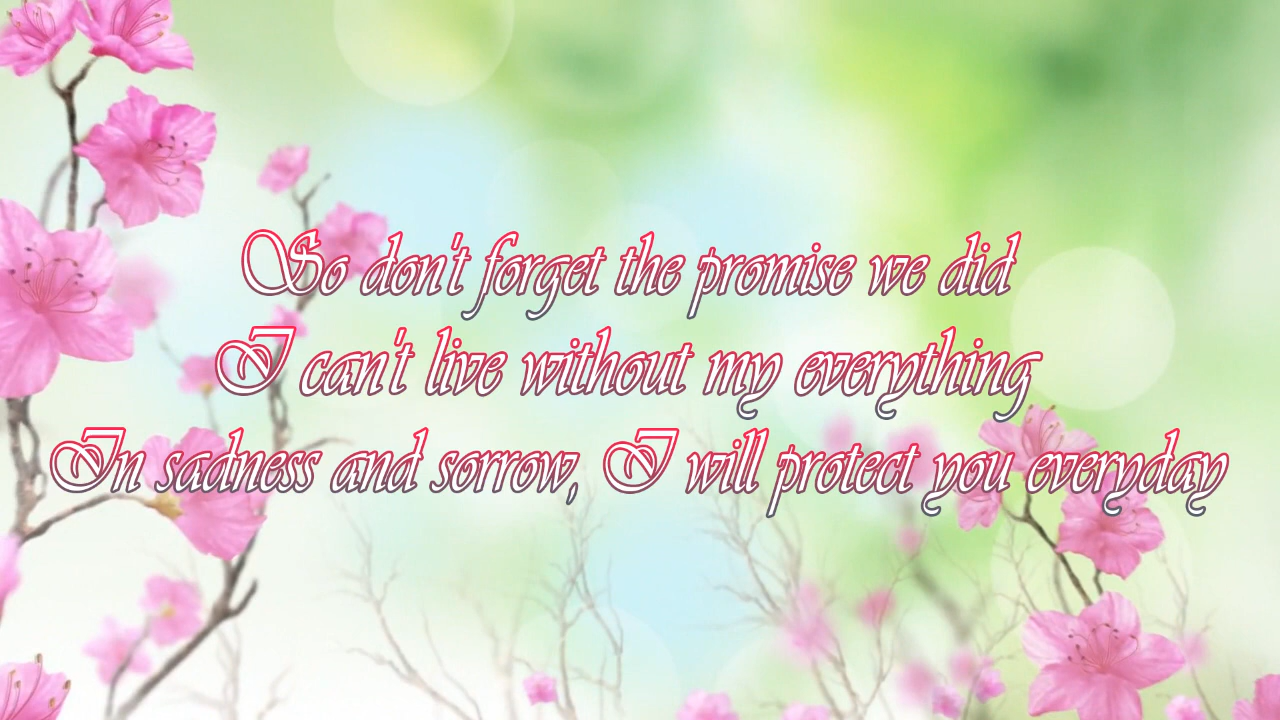 So don't forget the promise we did
I can't live without my everything
In sadness and sorrow, I will protect you everyday